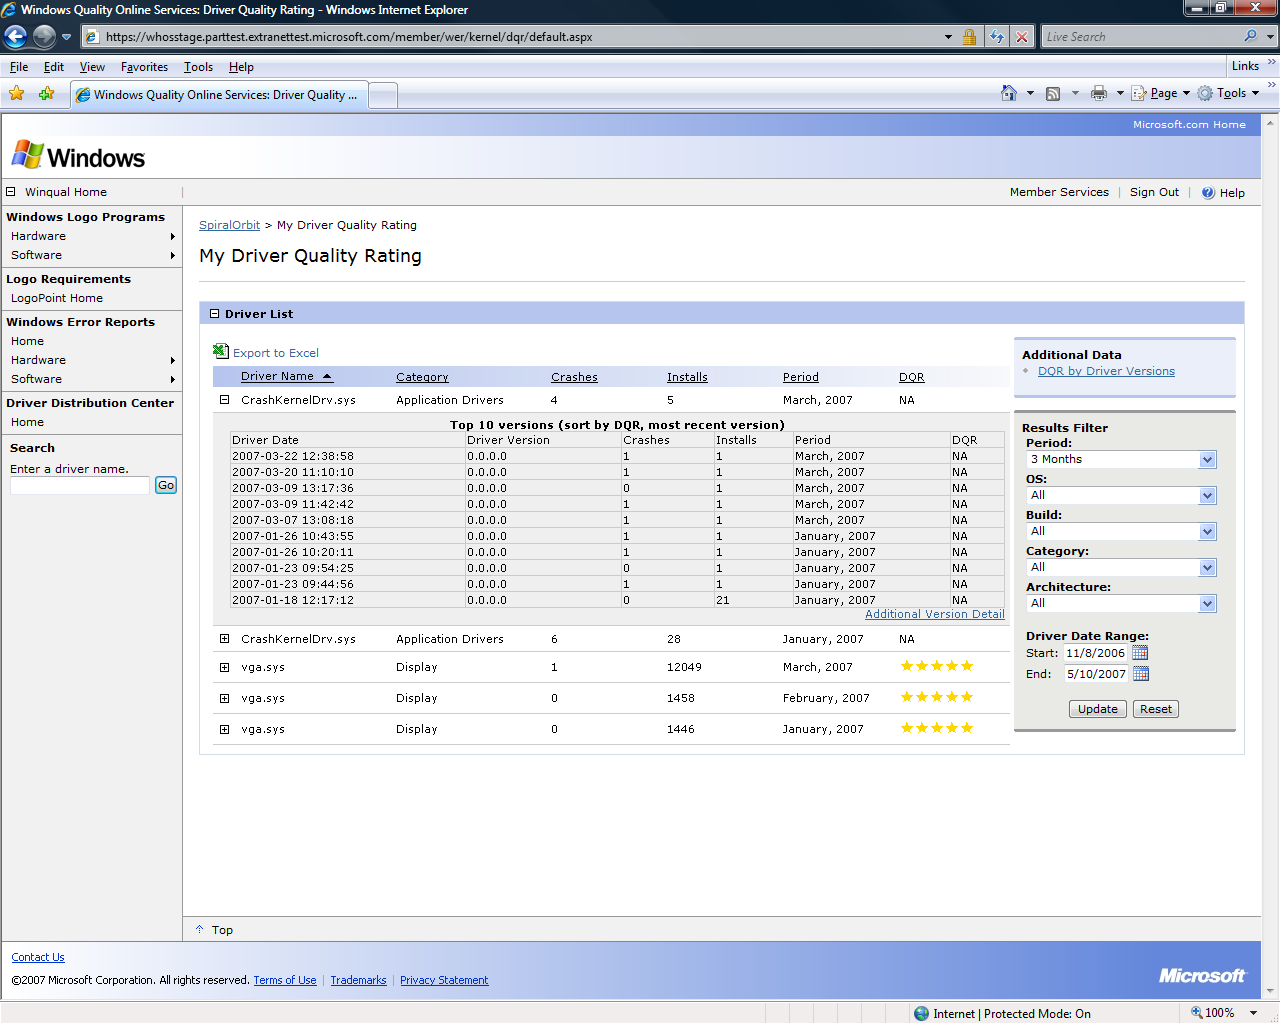 Windows Quality Online Services: Driver Quality Rating - Windows Internet Explorer
https://whosstage.parttest.extranettest.microsoft.com/member/wer/kernel/dqr/default.aspx
Live Search
File Edit View Favorites Tools Help
Links
Windows Quality Online Services: Driver Quality ...
Page Tools
Microsoft.com Home
Windows
Winqual Home
Member Services | Sign Out | Help
Windows Logo Programs
Hardware
Software
Logo Requirements
LogoPoint Home
Windows Error Reports
Home
Hardware
Software
Driver Distribution Center
Home
Search
Enter a driver name.
Go
SpiralOrbit > My Driver Quality Rating
My Driver Quality Rating
Driver List
Export to Excel
Driver Name Category Crashes Installs Period DQR
CrashKernelDrv.sys Application Drivers 4 5 March, 2007 NA
Top 10 versions (sort by DQR, most recent version)
Driver Date Driver Version Crashes Installs Period DQR
2007-03-22 12:38:58 0.0.0.0 1 1 March, 2007 NA
2007-03-20 11:10:10 0.0.0.0 1 1 March, 2007 NA
2007-03-09 13:17:36 0.0.0.0 0 1 March, 2007 NA
2007-03-09 11:42:42 0.0.0.0 1 1 March, 2007 NA
2007-03-07 13:08:18 0.0.0.0 1 1 March, 2007 NA
2007-01-26 10:43:55 0.0.0.0 1 1 January, 2007 NA
2007-01-26 10:20:11 0.0.0.0 1 1 January, 2007 NA
2007-01-23 09:54:25 0.0.0.0 0 1 January, 2007 NA
2007-01-23 09:44:56 0.0.0.0 1 1 January, 2007 NA
2007-01-18 12:17:12 0.0.0.0 0 21 January, 2007 NA
Additional Version Detail
CrashKernelDrv.sys Application Drivers 6 28 January, 2007 NA
vga.sys Display 1 12049 March, 2007
vga.sys Display 0 1458 February, 2007
vga.sys Display 0 1446 January, 2007
Additional Data
DQR by Driver Versions
Results Filter
Period:
3 Months
OS:
All
Build:
All
Category:
All
Architecture:
All
Driver Date Range:
Start: 11/8/2006
End: 5/10/2007
Update Reset
Top
Contact Us
©2007 Microsoft Corporation. All rights reserved. Terms of Use | Trademarks | Privacy Statement
Microsoft
Internet | Protected Mode: On
100%